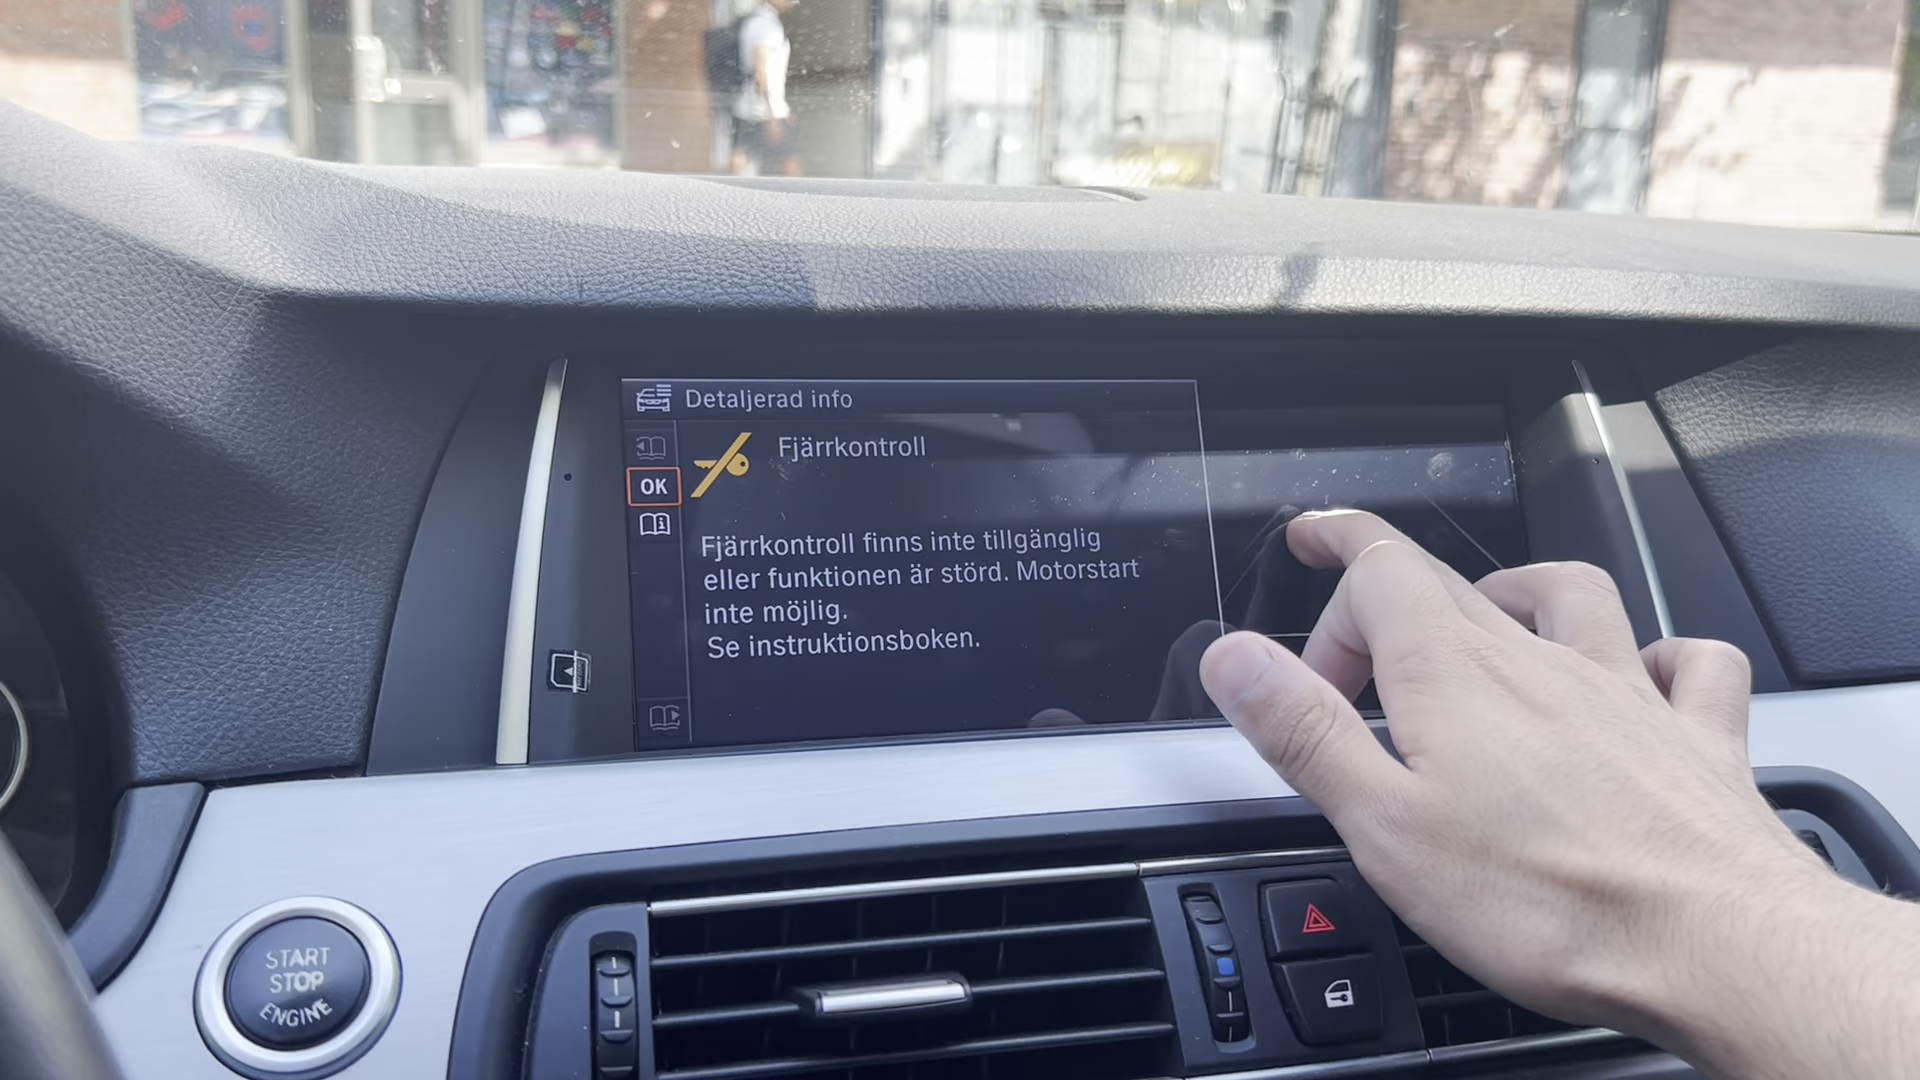 Detaljerad info
Fjärrkontroll
OK
Fjärrkontroll finns inte tillgänglig
eller funktionen är störd. Motorstart
inte möjlig.
Se instruktionsboken.
START
STOP
ENGINE